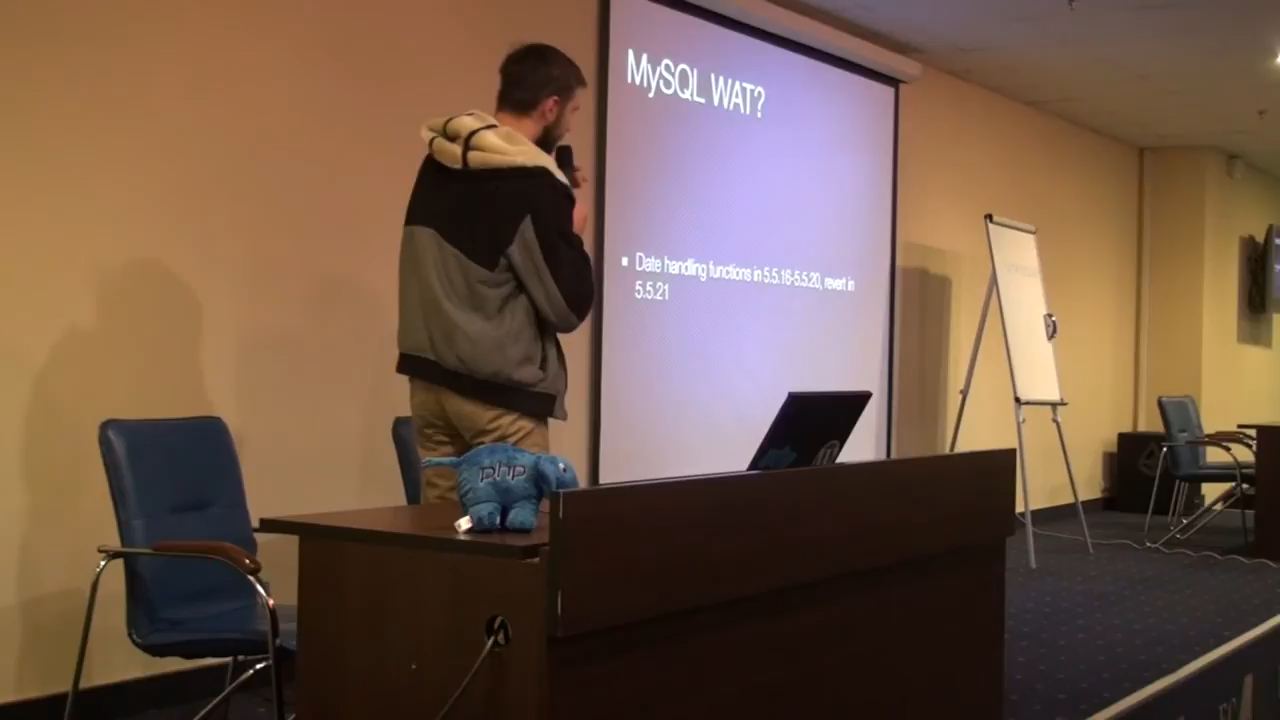 MySQL WAT?
▪ Date handling functions in 5.5.16-5.5.20, revert in
5.5.21
php